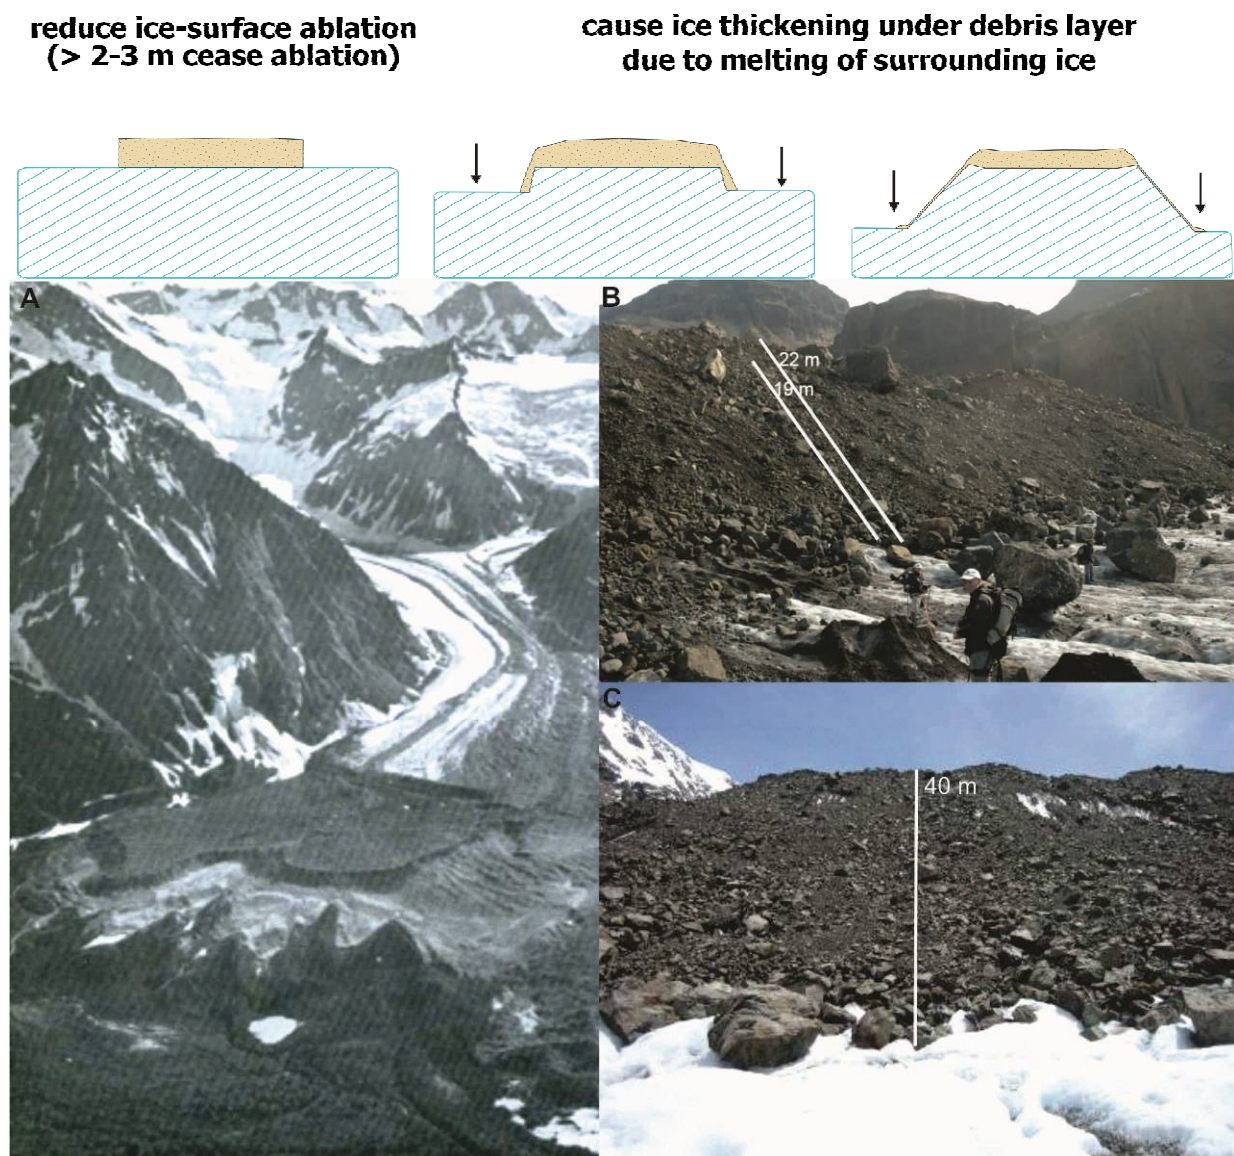 reduce ice-surface ablation
(> 2-3 m cease ablation)
cause ice thickening under debris layer
due to melting of surrounding ice
A
B
22 m
19 m
C
40 m